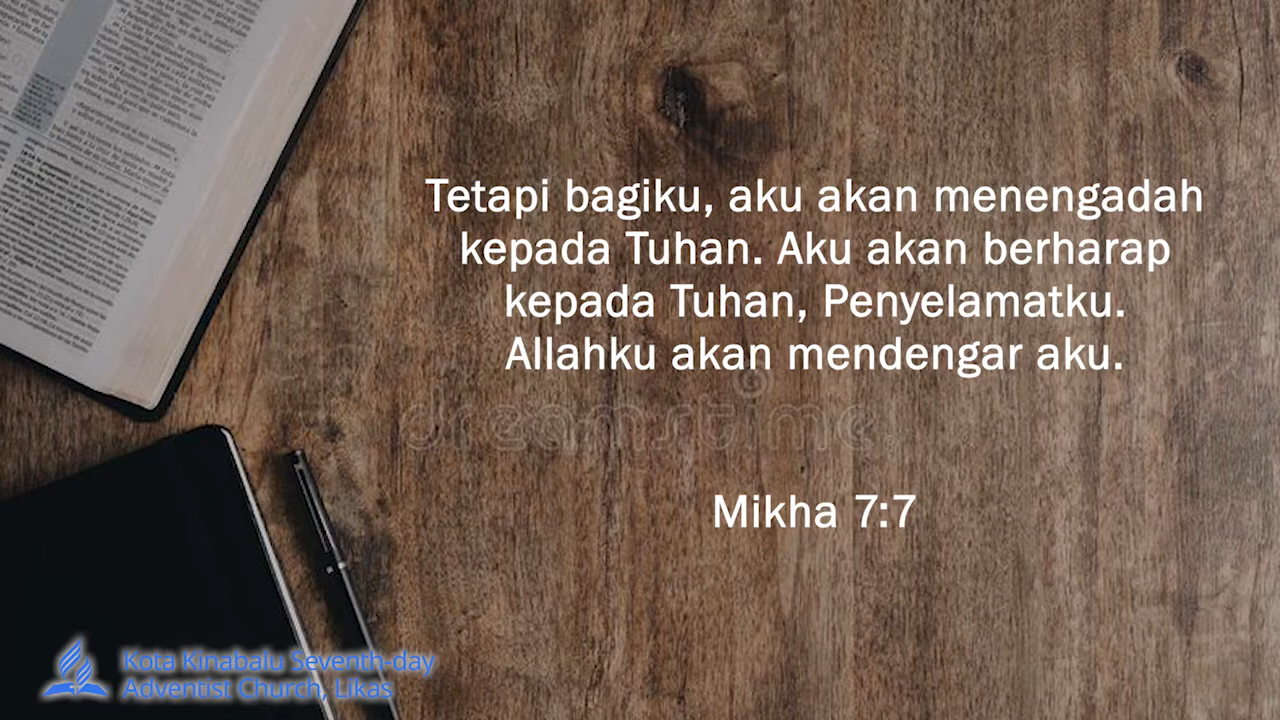 Tetapi bagiku, aku akan menengadah
kepada Tuhan. Aku akan berharap
kepada Tuhan, Penyelamatku.
Allahku akan mendengar aku.
dreamstime
Mikha 7:7
Kota Kinabalu Seventh-day
Adventist Church, Likas